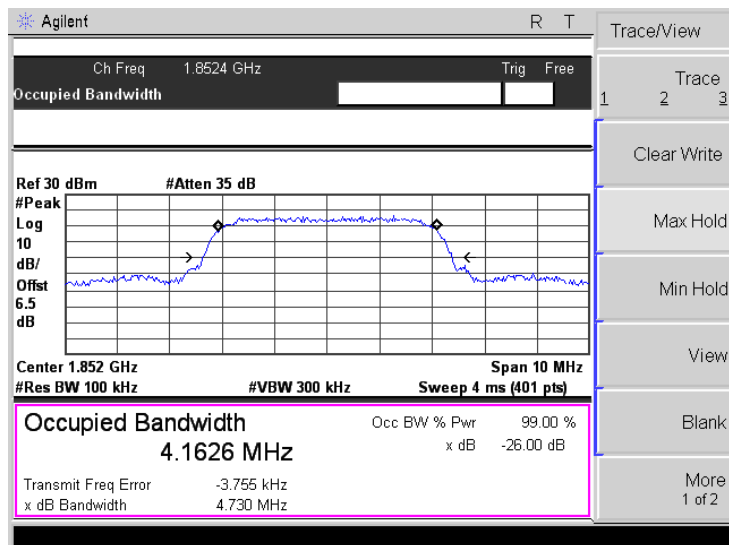 Agilent R T
Trace/View
Ch Freq 1.8524 GHz Trig Free
Occupied Bandwidth
Trace
1 2 3
Clear Write
Ref 30 dBm #Atten 35 dB
#Peak
Log
10
dB/
Offst
6.5
dB
Max Hold
Min Hold
Center 1.852 GHz Span 10 MHz
#Res BW 100 kHz #VBW 300 kHz Sweep 4 ms (401 pts)
View
Occupied Bandwidth Occ BW % Pwr 99.00 %
4.1626 MHz x dB -26.00 dB
Transmit Freq Error -3.755 kHz
x dB Bandwidth 4.730 MHz
Blank
More
1 of 2